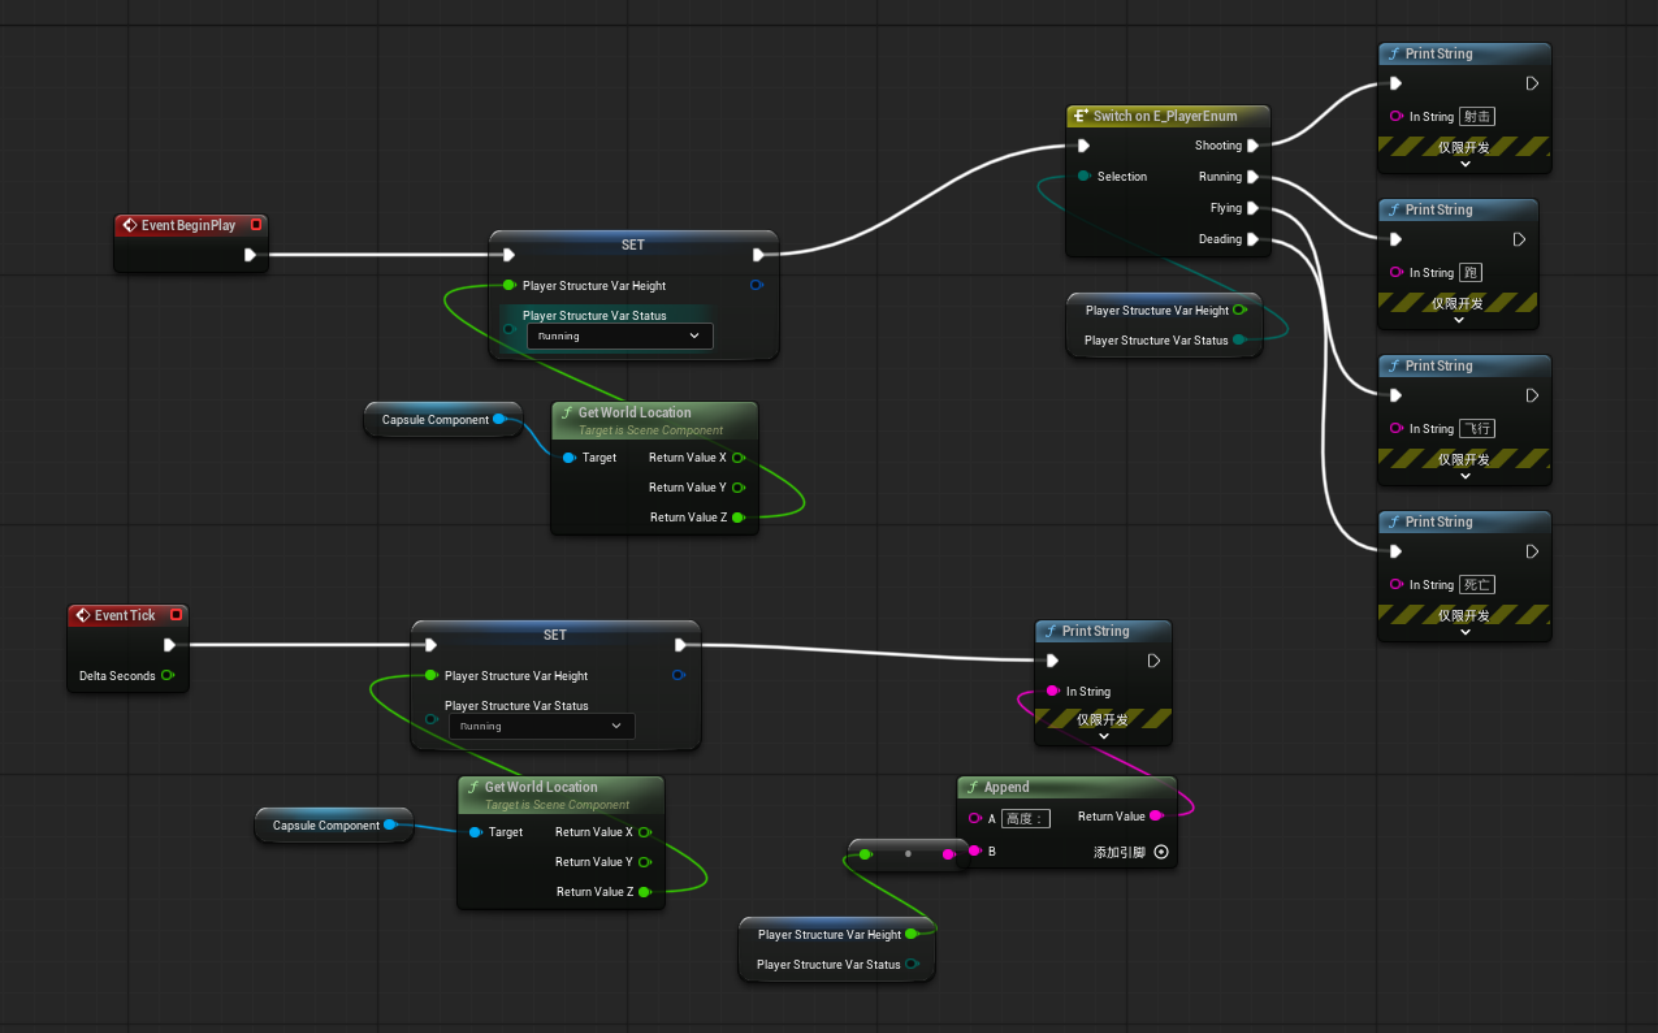 Event BeginPlay
SET
Player Structure Var Height
Player Structure Var Status
Running
Capsule Component
Get World Location
Target is Scene Component
Target
Return Value X
Return Value Y
Return Value Z
Switch on E_PlayerEnum
Shooting
Selection
Running
Flying
Deading
Player Structure Var Height
Player Structure Var Status
Print String
In String 射击
仅限开发
Print String
In String 跑
仅限开发
Print String
In String 飞行
仅限开发
Print String
In String 死亡
仅限开发
Event Tick
Delta Seconds
SET
Player Structure Var Height
Player Structure Var Status
Running
Capsule Component
Get World Location
Target is Scene Component
Target
Return Value X
Return Value Y
Return Value Z
Print String
In String
仅限开发
Append
A 高度：
Return Value
B
添加引脚
Player Structure Var Height
Player Structure Var Status